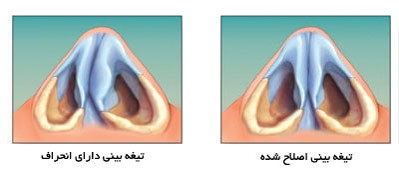 تیغه بینی اصلاح شده
تیغه بینی دارای انحراف